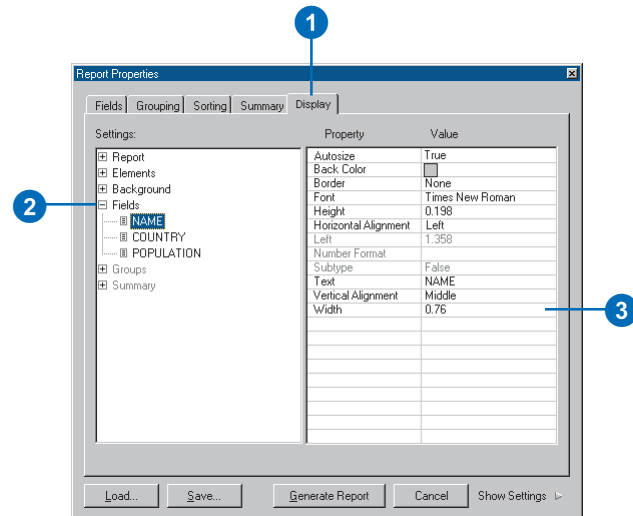 1
Report Properties
Fields Grouping Sorting Summary Display
Settings:
Property Value
Report
Elements
Background
2
Fields
NAME
COUNTRY
POPULATION
Groups
Summary
Autosize True
Back Color
Border None
Font Times New Roman
Height 0.198
Horizontal Alignment Left
Left 1.358
Number Format
Subtype False
Text NAME
Vertical Alignment Middle
Width 0.76
3
Load... Save... Generate Report Cancel Show Settings